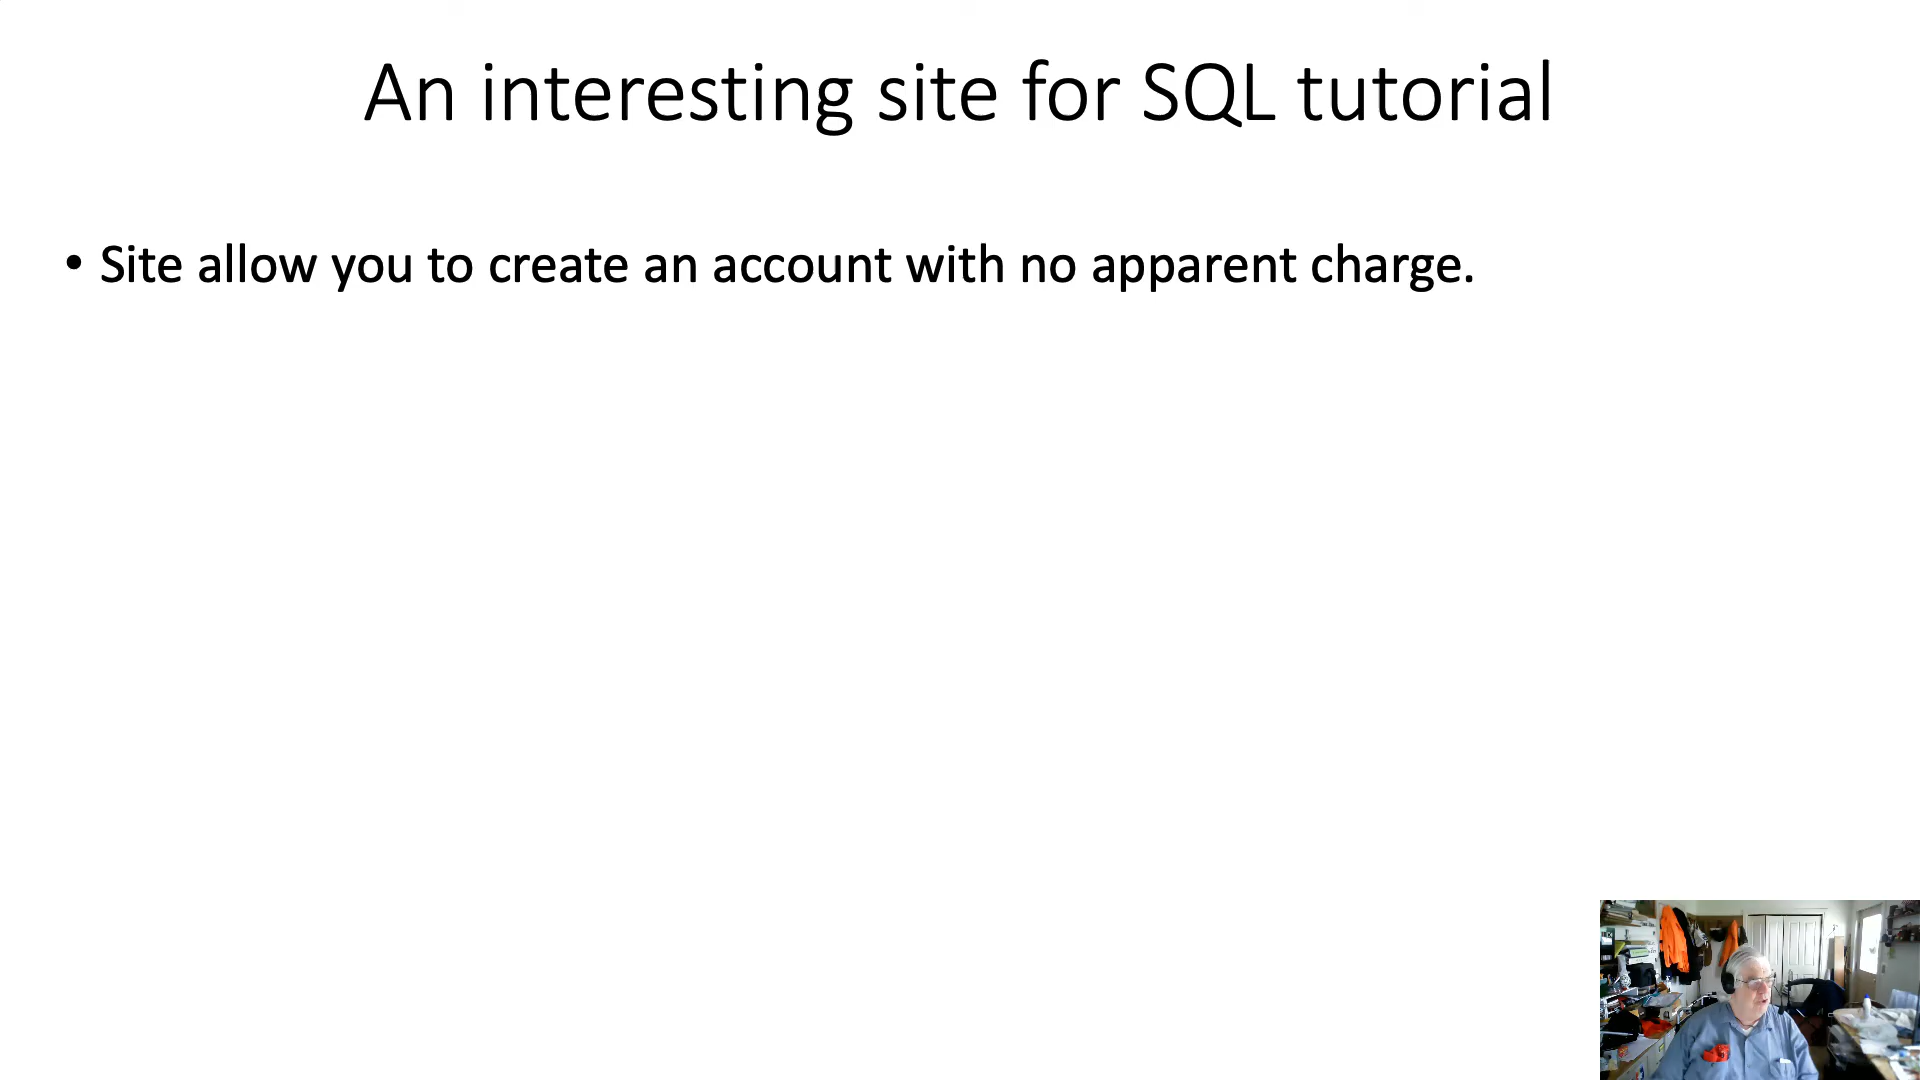 An interesting site for SQL tutorial
• Site allow you to create an account with no apparent charge.